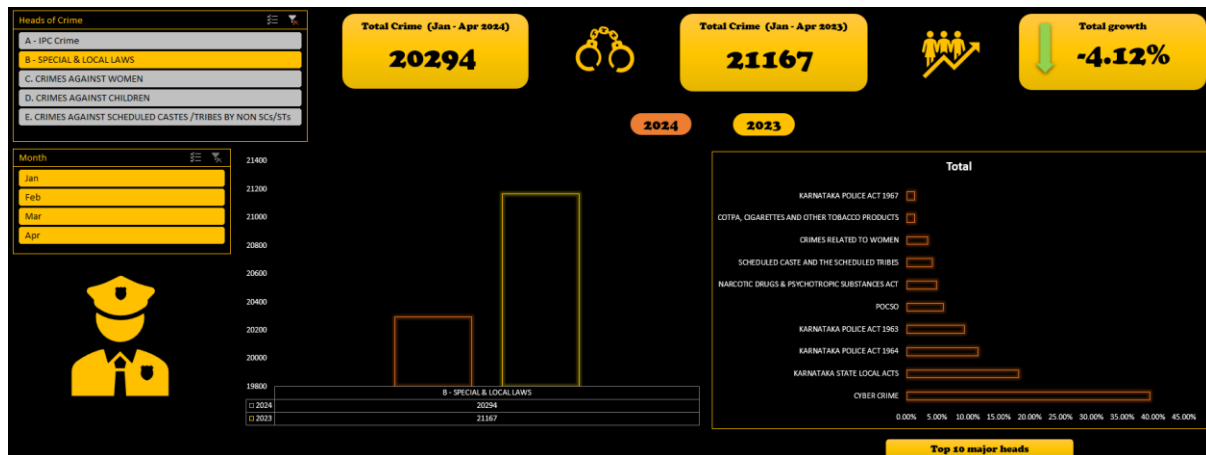 Heads of Crime
A - IPC Crime
B - SPECIAL & LOCAL LAWS
C. CRIMES AGAINST WOMEN
D. CRIMES AGAINST CHILDREN
E. CRIMES AGAINST SCHEDULED CASTES /TRIBES BY NON SCs/STs
Total Crime (Jan - Apr 2024)
20294
Total Crime (Jan - Apr 2023)
21167
Total growth
-4.12%
2024
2023
Month
Jan
Feb
Mar
Apr
21400
21200
21000
20800
20600
20400
20200
20000
19800
B - SPECIAL & LOCAL LAWS
2024
20294
2023
21167
Total
KARNATAKA POLICE ACT 1967
COTPA, CIGARETTES AND OTHER TOBACCO PRODUCTS
CRIMES RELATED TO WOMEN
SCHEDULED CASTE AND THE SCHEDULED TRIBES
NARCOTIC DRUGS & PSYCHOTROPIC SUBSTANCES ACT
POCSO
KARNATAKA POLICE ACT 1963
KARNATAKA POLICE ACT 1964
KARNATAKA STATE LOCAL ACTS
CYBER CRIME
0.00% 5.00% 10.00% 15.00% 20.00% 25.00% 30.00% 35.00% 40.00% 45.00%
Top 10 major heads